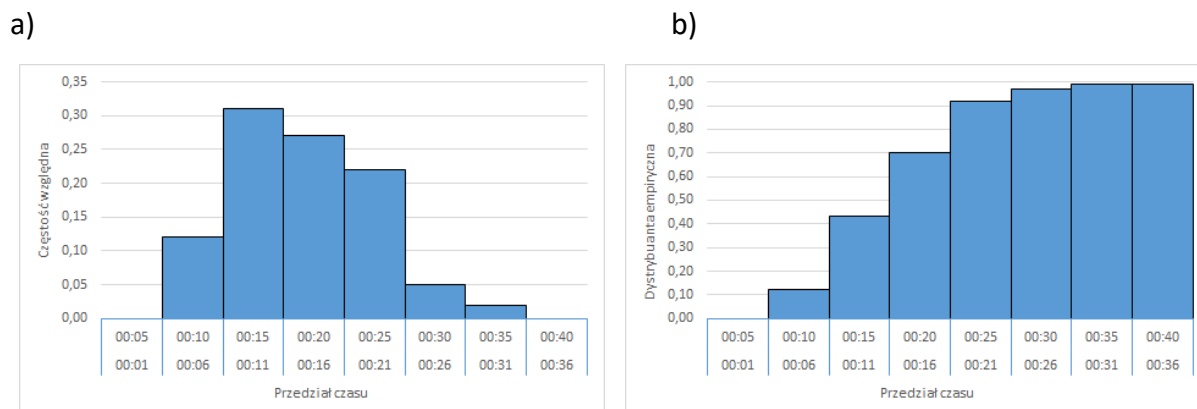 a)
0,35
0,30
0,25
0,20
0,15
0,10
0,05
0,00
Częstość względna
00:05 00:10 00:15 00:20 00:25 00:30 00:35 00:40
00:01 00:06 00:11 00:16 00:21 00:26 00:31 00:36
Przedział czasu
b)
1,00
0,90
0,80
0,70
0,60
0,50
0,40
0,30
0,20
0,10
0,00
Dystrybuanta empiryczna
00:05 00:10 00:15 00:20 00:25 00:30 00:35 00:40
00:01 00:06 00:11 00:16 00:21 00:26 00:31 00:36
Przedział czasu